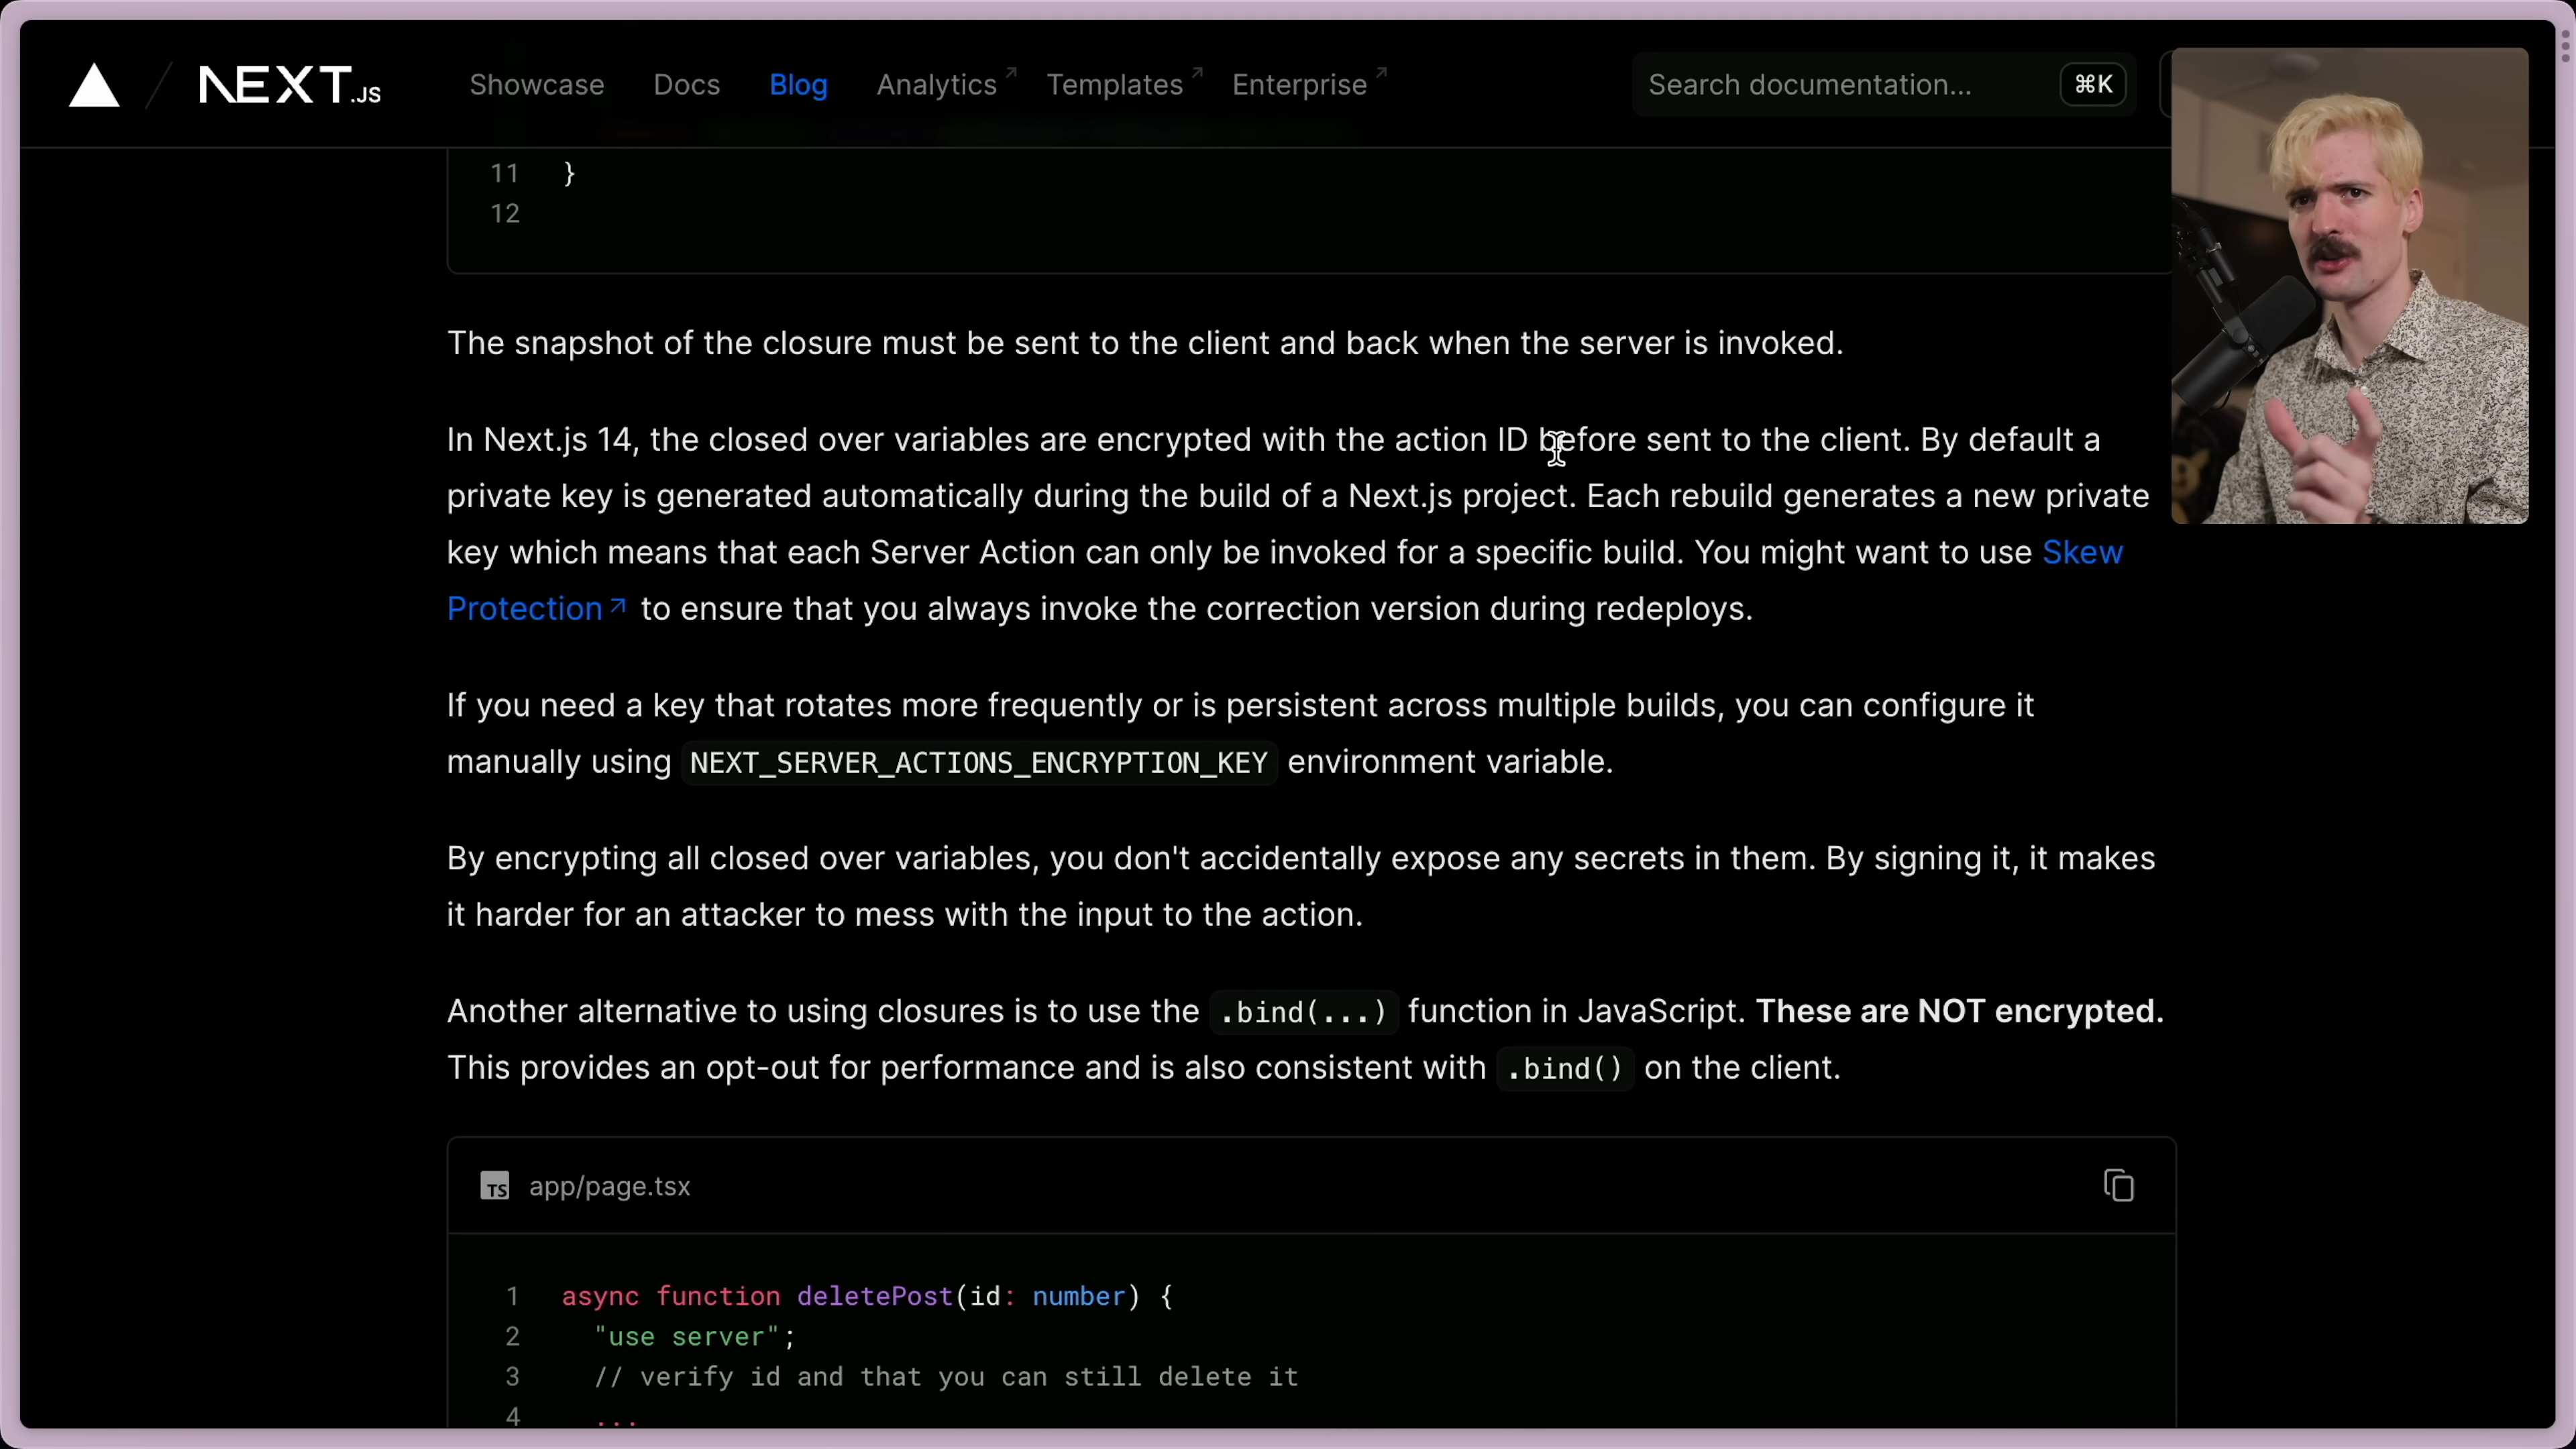 NEXT.JS
Showcase Docs Blog Analytics Templates Enterprise
Search documentation... ⌘K
11 }
12
The snapshot of the closure must be sent to the client and back when the server is invoked.
In Next.js 14, the closed over variables are encrypted with the action ID before sent to the client. By default a
private key is generated automatically during the build of a Next.js project. Each rebuild generates a new private
key which means that each Server Action can only be invoked for a specific build. You might want to use Skew
Protection to ensure that you always invoke the correction version during redeploys.
If you need a key that rotates more frequently or is persistent across multiple builds, you can configure it
manually using NEXT_SERVER_ACTIONS_ENCRYPTION_KEY environment variable.
By encrypting all closed over variables, you don't accidentally expose any secrets in them. By signing it, it makes
it harder for an attacker to mess with the input to the action.
Another alternative to using closures is to use the .bind(...) function in JavaScript. These are NOT encrypted.
This provides an opt-out for performance and is also consistent with .bind() on the client.
TS app/page.tsx
1 async function deletePost(id: number) {
2 "use server";
3 // verify id and that you can still delete it
4 ...